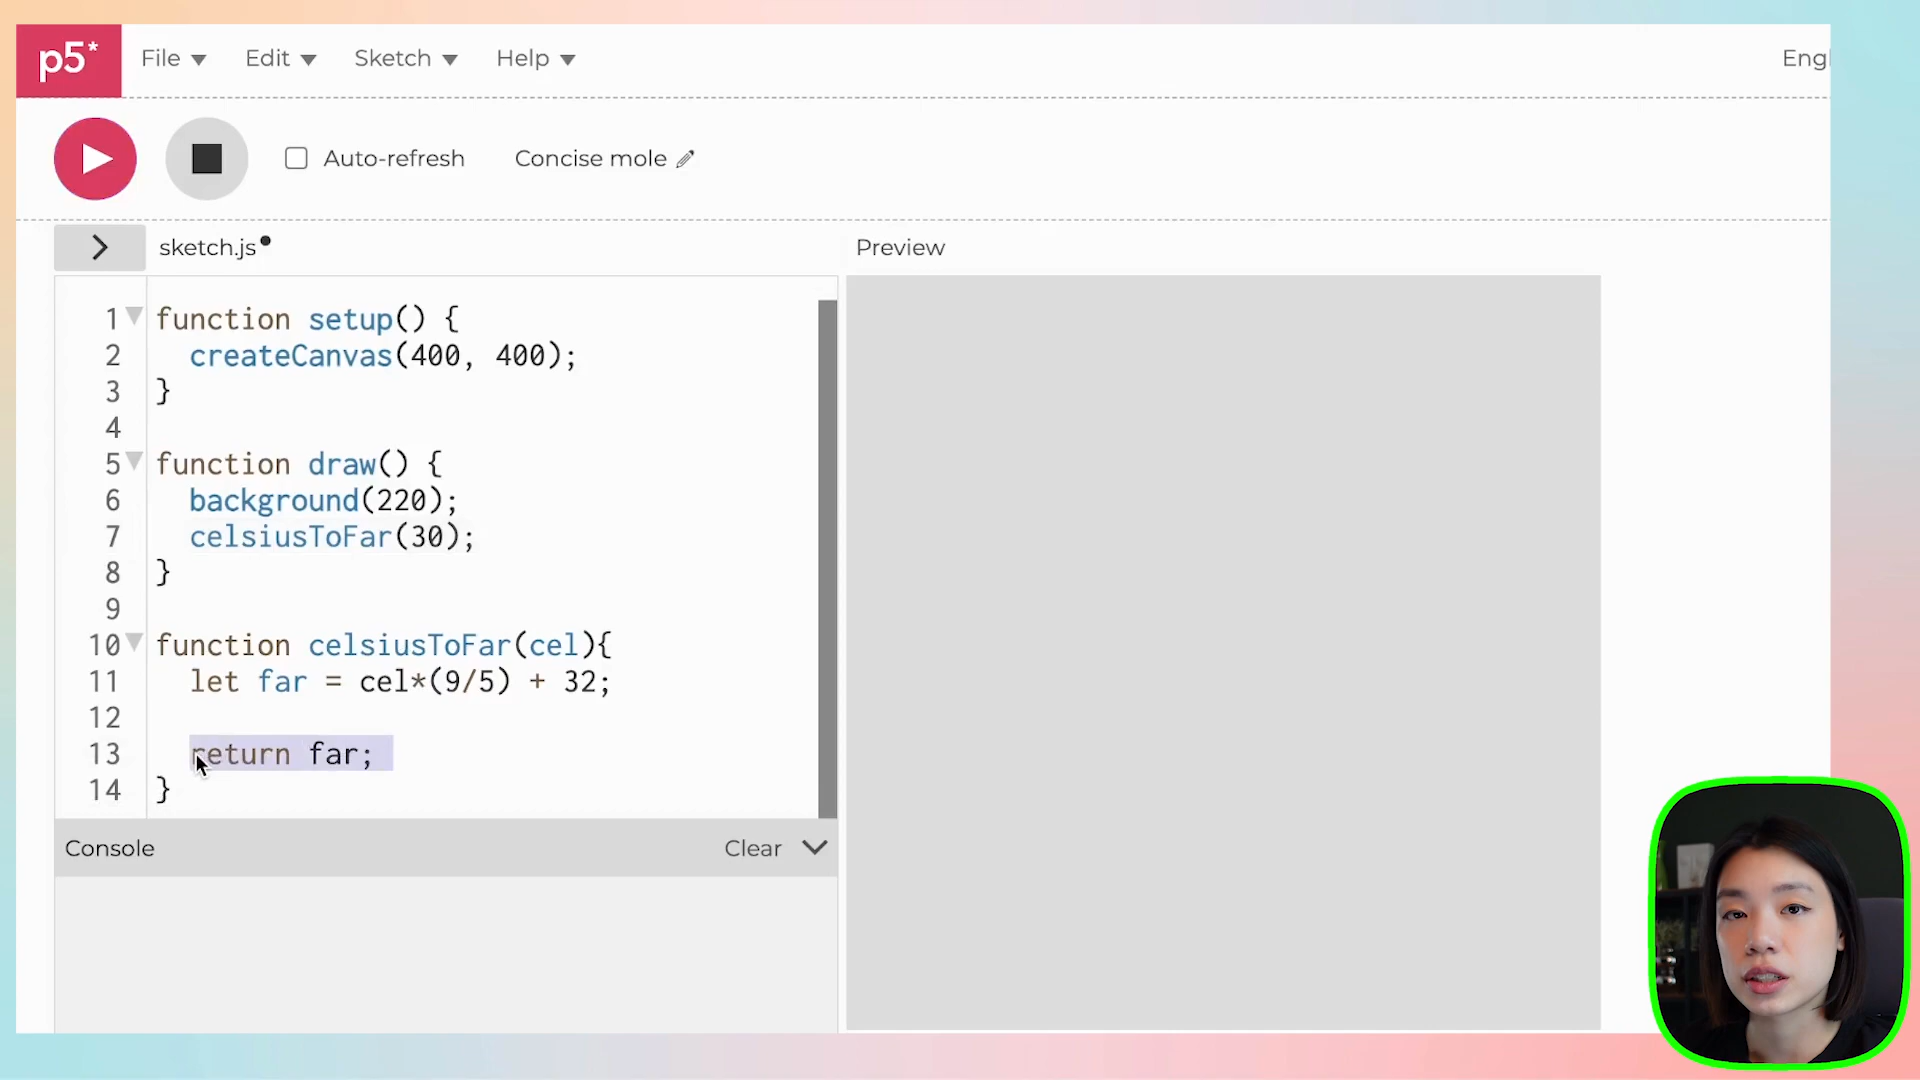 p5* File Edit Sketch Help Engl
Auto-refresh Concise mole
sketch.js Preview
1 function setup() {
2 createCanvas(400, 400);
3 }
4
5 function draw() {
6 background(220);
7 celsiusToFar(30);
8 }
9
10 function celsiusToFar(cel){
11 let far = cel*(9/5) + 32;
12
13 return far;
14 }
Console Clear